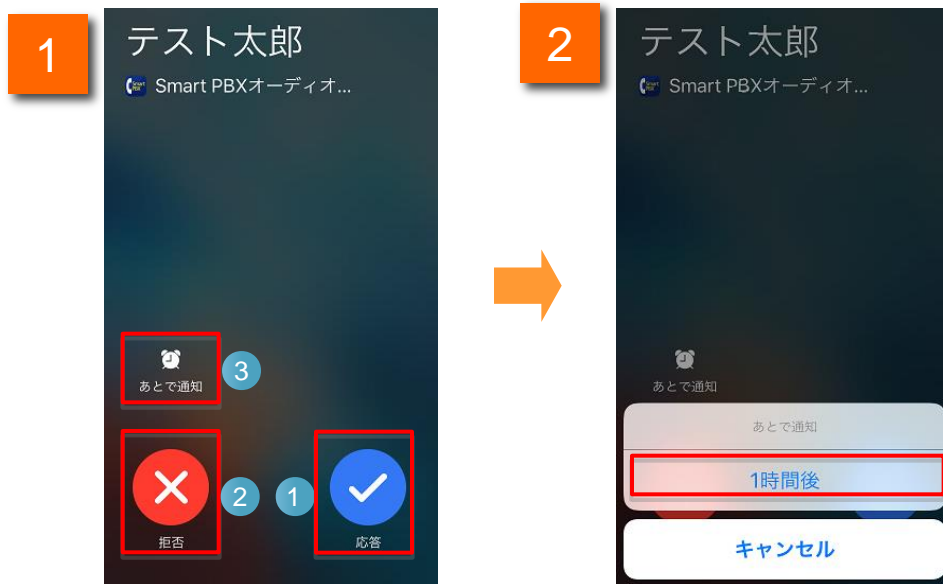 1
テスト太郎
Smart PBXオーディオ...
あとで通知
3
2
1
拒否
応答
2
テスト太郎
Smart PBXオーディオ...
あとで通知
あとで通知
1時間後
キャンセル